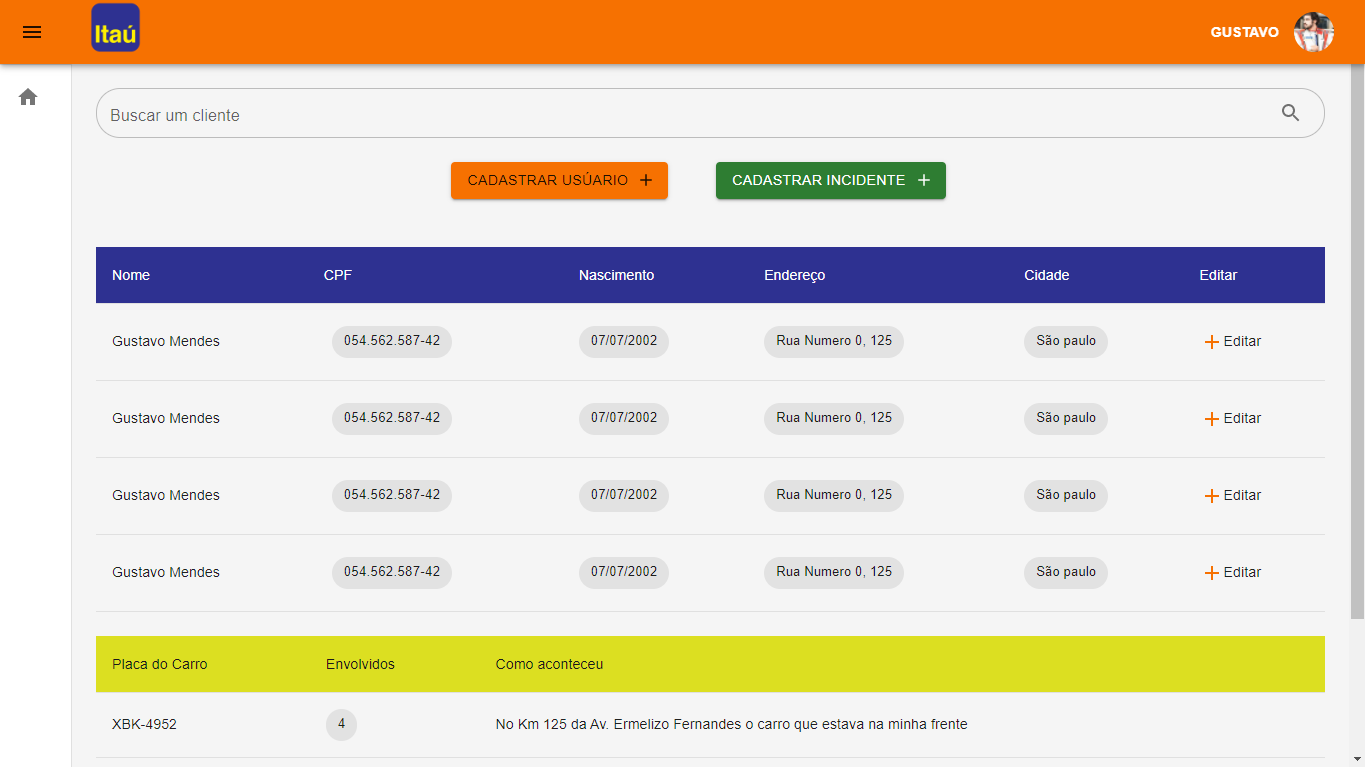 Itaú
GUSTAVO
Buscar um cliente
CADASTRAR USÚARIO
CADASTRAR INCIDENTE
Nome CPF Nascimento Endereço Cidade Editar
Gustavo Mendes 054.562.587-42 07/07/2002 Rua Numero 0, 125 São paulo Editar
Gustavo Mendes 054.562.587-42 07/07/2002 Rua Numero 0, 125 São paulo Editar
Gustavo Mendes 054.562.587-42 07/07/2002 Rua Numero 0, 125 São paulo Editar
Gustavo Mendes 054.562.587-42 07/07/2002 Rua Numero 0, 125 São paulo Editar
Placa do Carro Envolvidos Como aconteceu
XBK-4952 4 No Km 125 da Av. Ermelizo Fernandes o carro que estava na minha frente